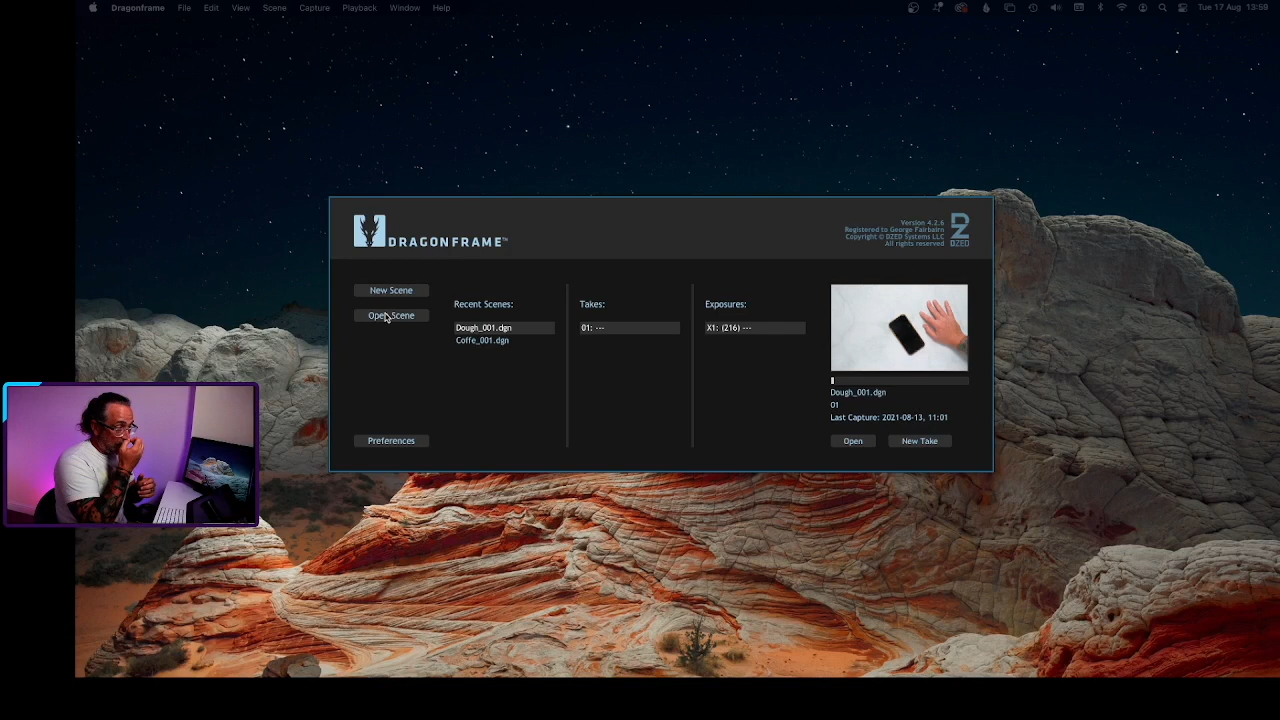 Dragonframe File Edit View Scene Capture Playback Window Help Tue 17 Aug 13:59
DRAGONFRAME™
Version 4.2.6
Registered to George Fairbairn
Copyright © DZED Systems LLC
All rights reserved
DZED
New Scene
Open Scene
Preferences
Recent Scenes:
Dough_001.dgn
Coffe_001.dgn
Takes:
01: ---
Exposures:
X1: (216) ---
Dough_001.dgn
01
Last Capture: 2021-08-13, 11:01
Open
New Take